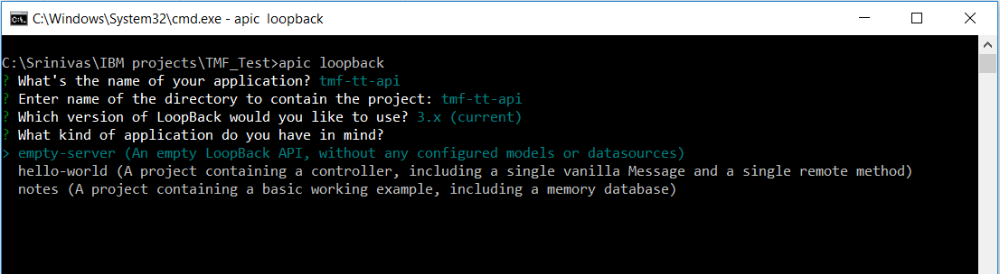 C:\Windows\System32\cmd.exe - apic  loopback
C:\Srinivas\IBM projects\TMF_Test>apic loopback
? What's the name of your application? tmf-tt-api
? Enter name of the directory to contain the project: tmf-tt-api
? Which version of LoopBack would you like to use? 3.x (current)
? What kind of application do you have in mind?
> empty-server (An empty LoopBack API, without any configured models or datasources)
hello-world (A project containing a controller, including a single vanilla Message and a single remote method)
notes (A project containing a basic working example, including a memory database)